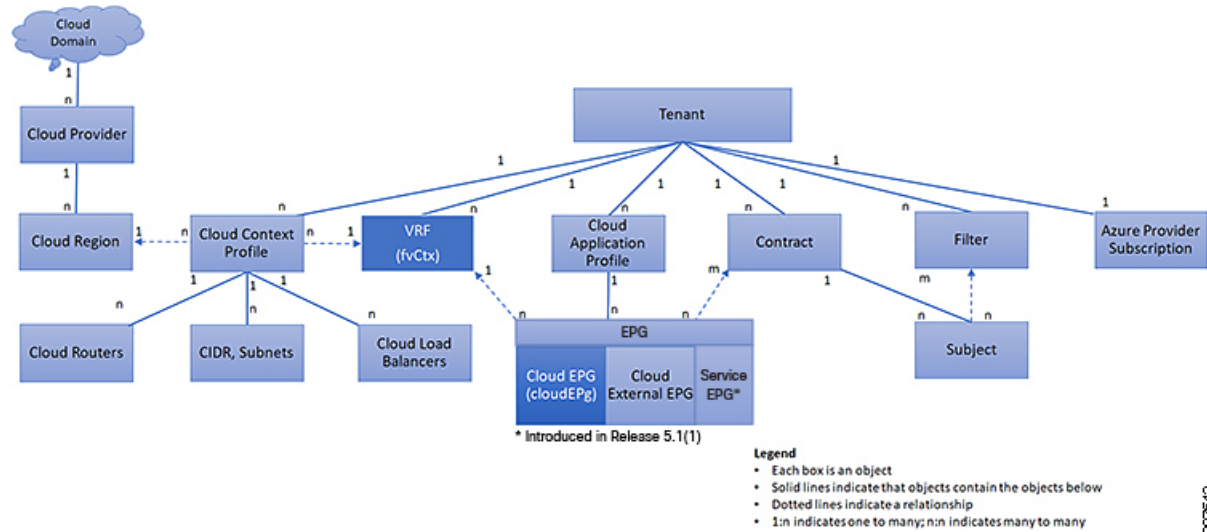 Cloud
Domain
1
n
Cloud Provider
1
n
Cloud Region
Tenant
1
1
1
1
1
1
n
n
n
n
n
1
1
n
Cloud Context
Profile
n
1
VRF
(fvCtx)
Cloud
Application
Profile
Contract
Filter
Azure Provider
Subscription
1
1
1
n
n
n
1
n
1
n
m
n
1
n
m
n
Cloud Routers
CIDR, Subnets
Cloud Load
Balancers
EPG
Cloud EPG
(cloudEPg)
Cloud
External EPG
Service
EPG*
Subject
* Introduced in Release 5.1(1)
Legend
• Each box is an object
• Solid lines indicate that objects contain the objects below
• Dotted lines indicate a relationship
• 1:n indicates one to many; n:n indicates many to many